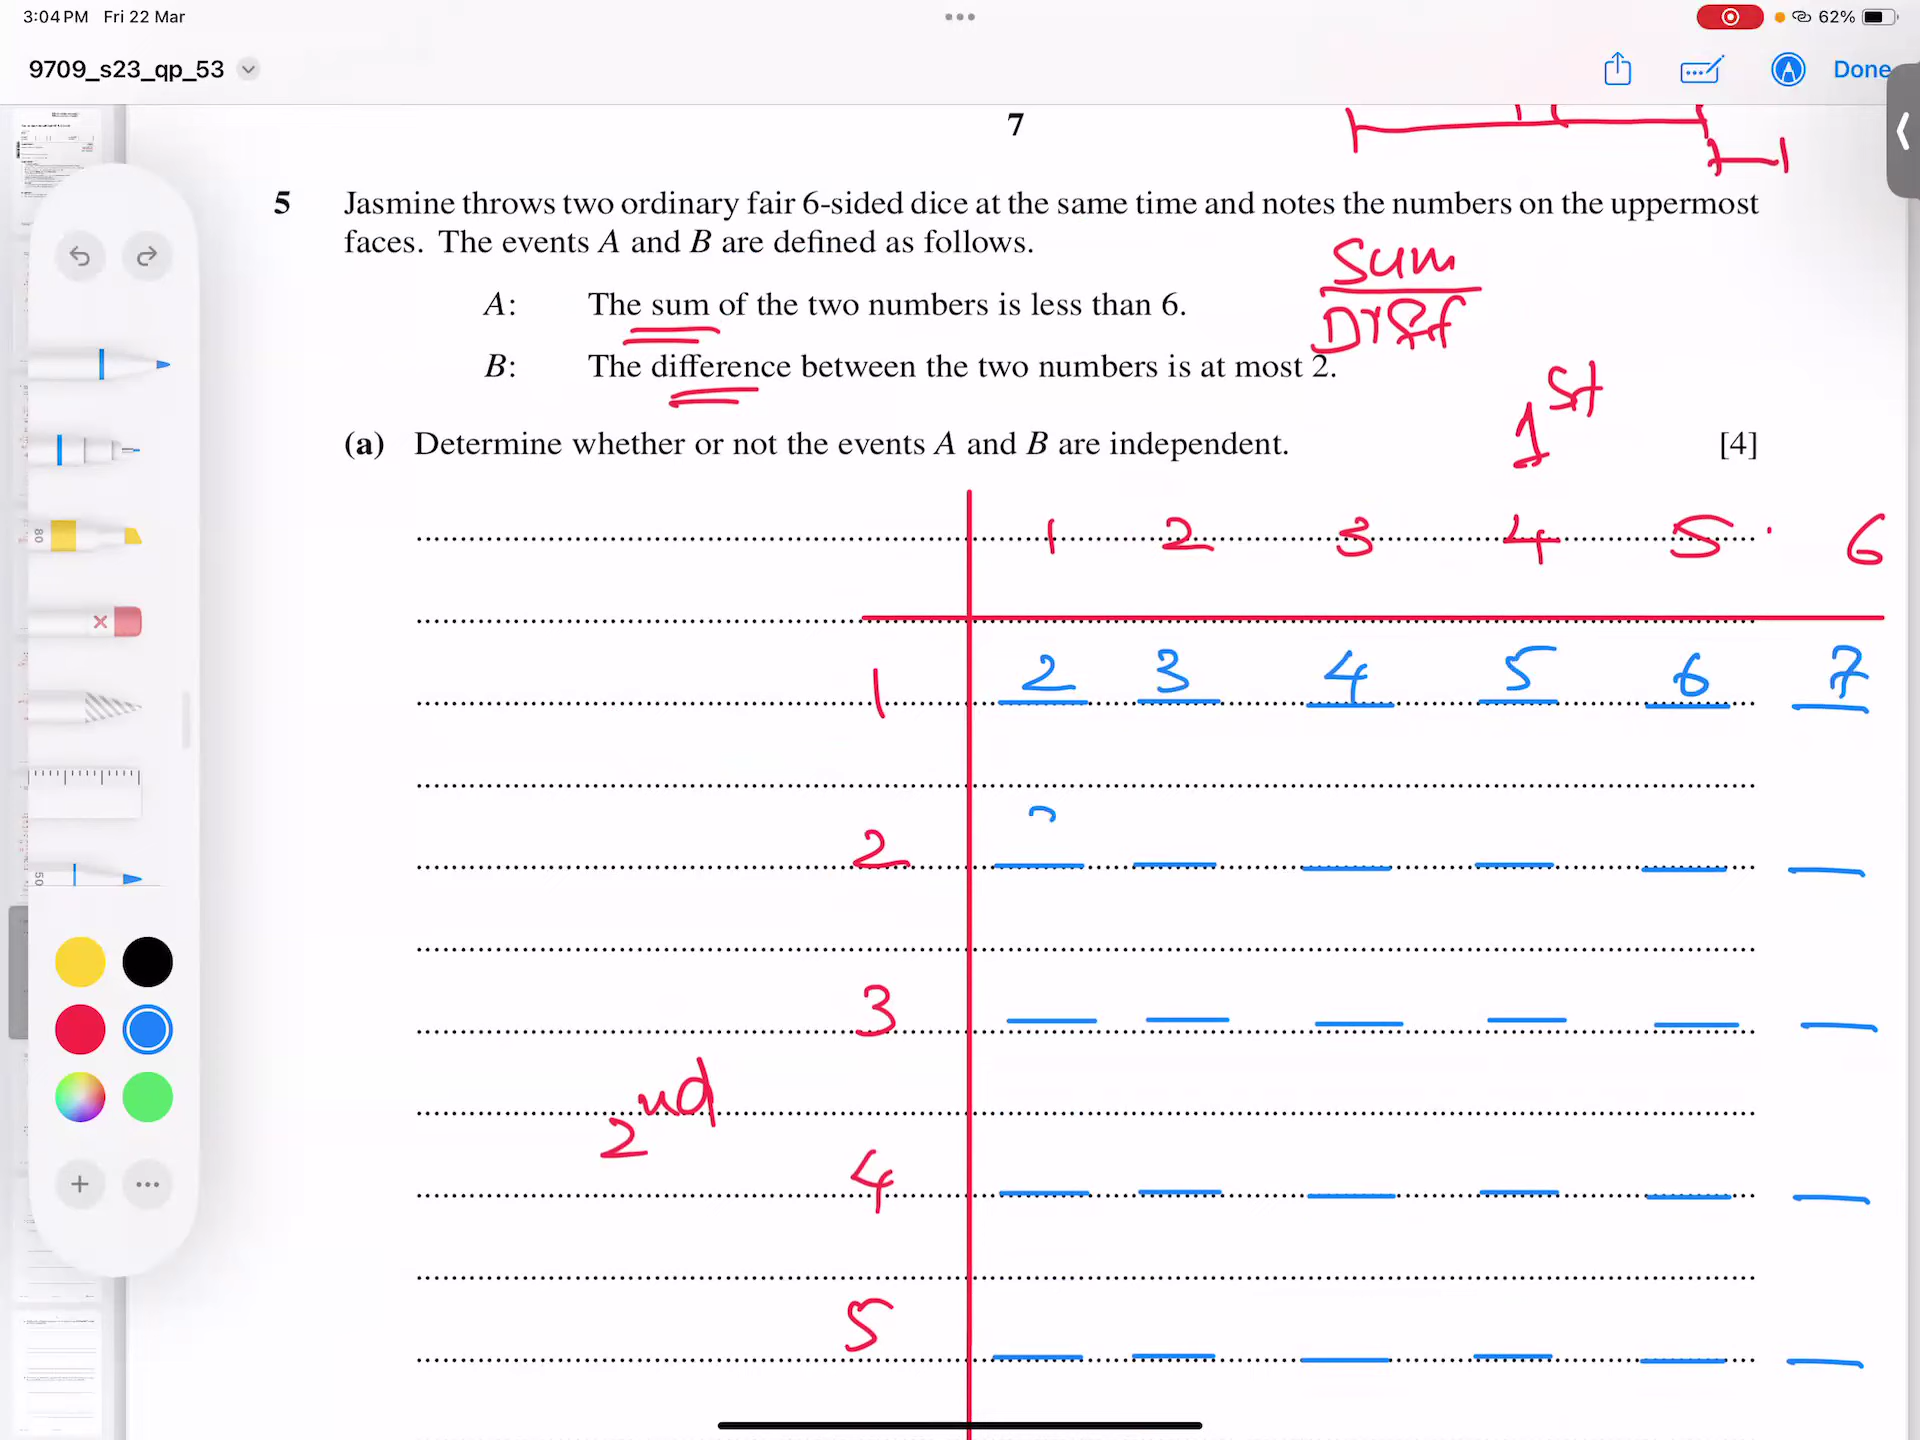 3:04 PM Fri 22 Mar
62%
9709_s23_qp_53
Done
7
5 Jasmine throws two ordinary fair 6-sided dice at the same time and notes the numbers on the uppermost
faces. The events A and B are defined as follows.
Sum
A: The sum of the two numbers is less than 6.
Diff
B: The difference between the two numbers is at most 2.
1st
(a) Determine whether or not the events A and B are independent. [4]
1 2 3 4 5 6
1 2 3 4 5 6 7
2
3
2nd
4
5
80
50